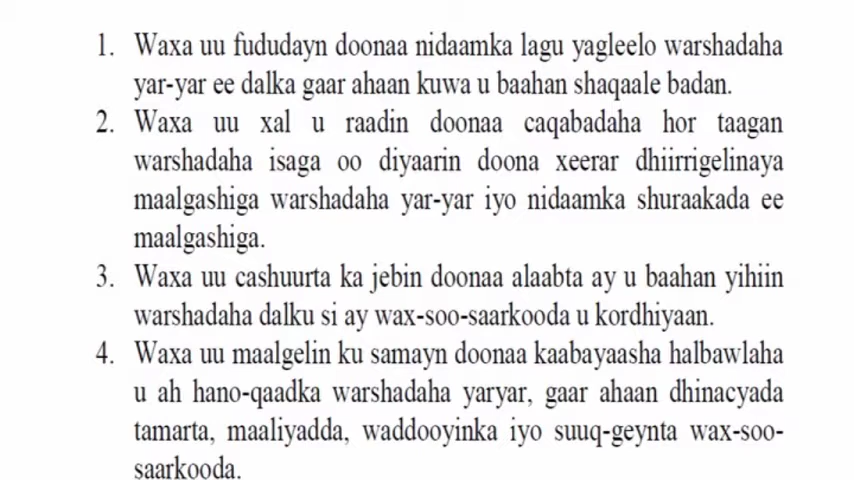 1. Waxa uu fududayn doonaa nidaamka lagu yagleelo warshadaha
yar-yar ee dalka gaar ahaan kuwa u baahan shaqaale badan.
2. Waxa uu xal u raadin doonaa caqabadaha hor taagan
warshadaha isaga oo diyaarin doona xeerar dhiirrigelinaya
maalgashiga warshadaha yar-yar iyo nidaamka shuraakada ee
maalgashiga.
3. Waxa uu cashuurta ka jebin doonaa alaabta ay u baahan yihiin
warshadaha dalku si ay wax-soo-saarkooda u kordhiyaan.
4. Waxa uu maalgelin ku samayn doonaa kaabayaasha halbawlaha
u ah hano-qaadka warshadaha yaryar, gaar ahaan dhinacyada
tamarta, maaliyadda, waddooyinka iyo suuq-geynta wax-soo-
saarkooda.